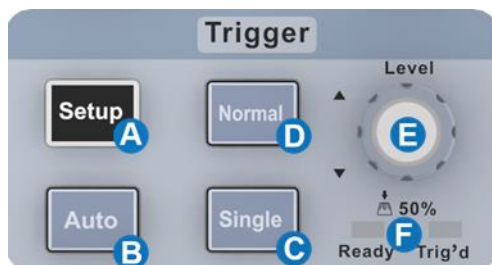 Trigger
Level
Setup
A
Normal
D
E
50%
Auto
B
Single
C
F
Ready
Trig'd